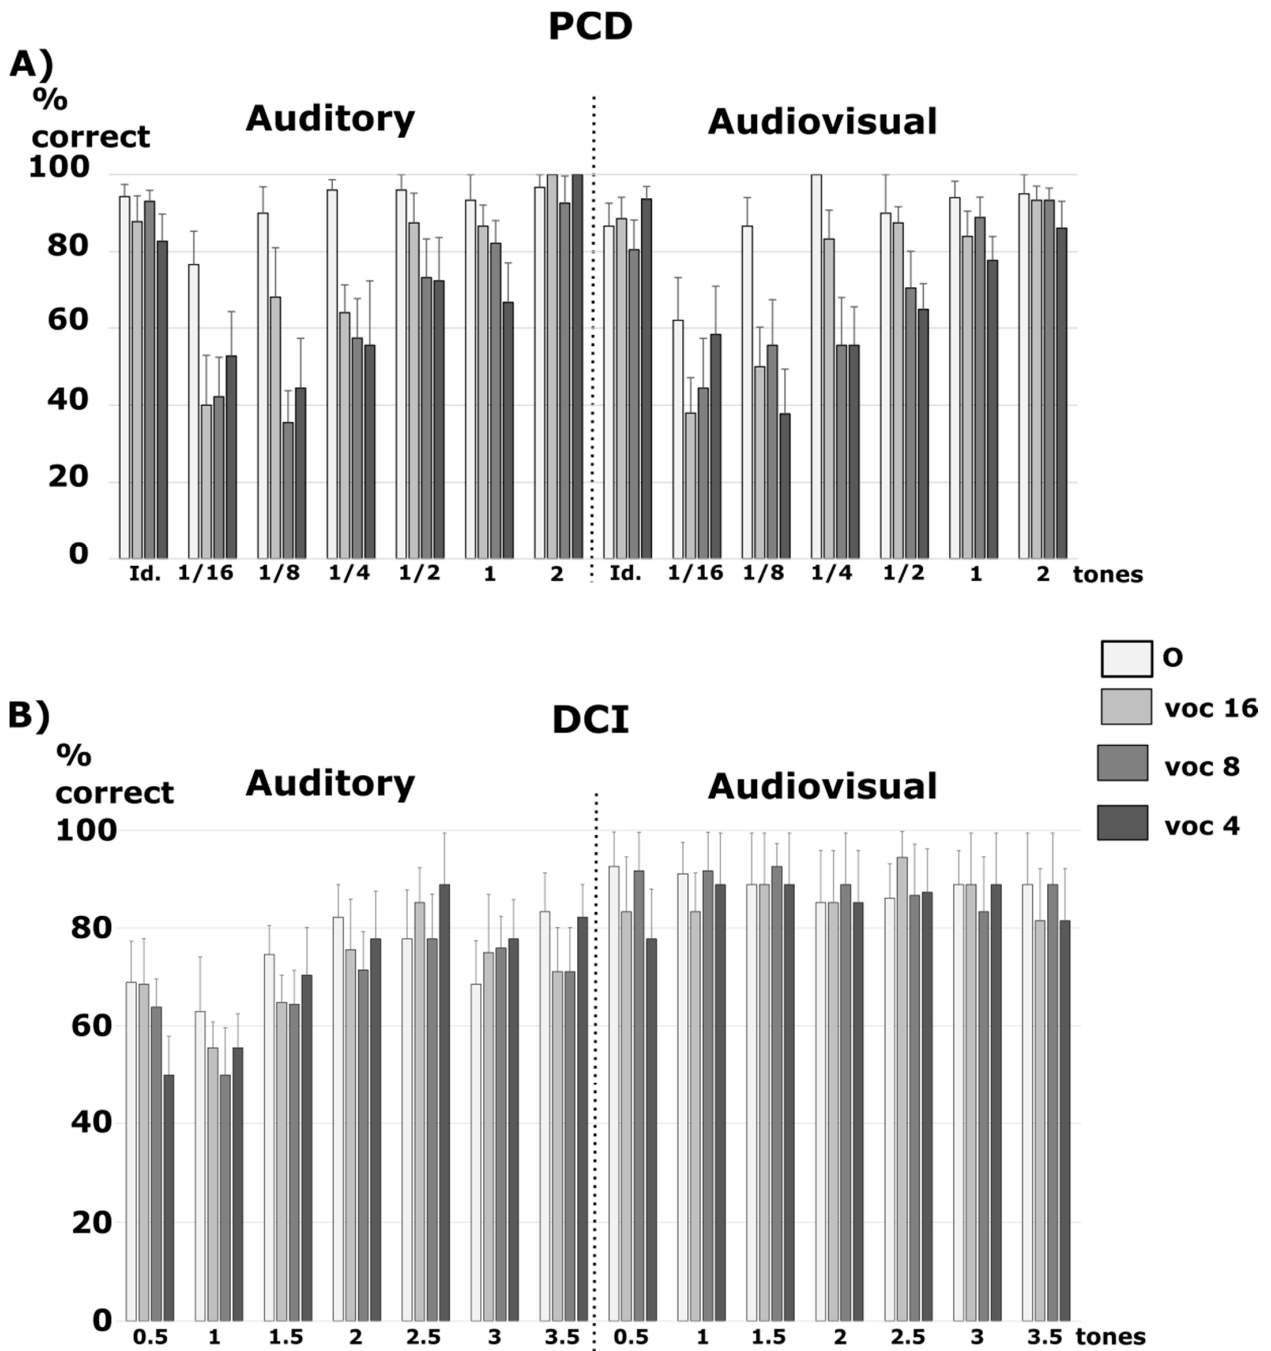 PCD
A)
%
correct
Auditory
Audiovisual
100
80
60
40
20
0
Id. 1/16 1/8 1/4 1/2 1 2 Id. 1/16 1/8 1/4 1/2 1 2 tones
O
voc 16
voc 8
voc 4
B)
DCI
%
correct
Auditory
Audiovisual
100
80
60
40
20
0
0.5 1 1.5 2 2.5 3 3.5 0.5 1 1.5 2 2.5 3 3.5 tones